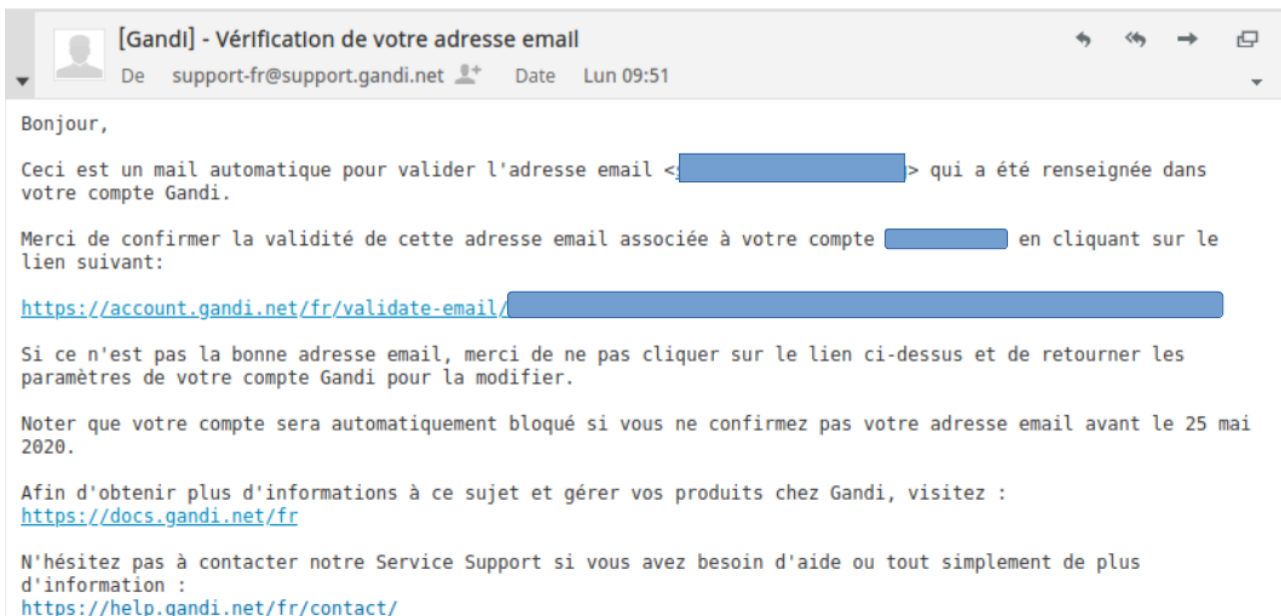 [Gandi] - Vérification de votre adresse email
De support-fr@support.gandi.net Date Lun 09:51
Bonjour,
Ceci est un mail automatique pour valider l'adresse email < > qui a été renseignée dans
votre compte Gandi.
Merci de confirmer la validité de cette adresse email associée à votre compte en cliquant sur le
lien suivant:
https://account.gandi.net/fr/validate-email/
Si ce n'est pas la bonne adresse email, merci de ne pas cliquer sur le lien ci-dessus et de retourner les
paramètres de votre compte Gandi pour la modifier.
Noter que votre compte sera automatiquement bloqué si vous ne confirmez pas votre adresse email avant le 25 mai
2020.
Afin d'obtenir plus d'informations à ce sujet et gérer vos produits chez Gandi, visitez :
https://docs.gandi.net/fr
N'hésitez pas à contacter notre Service Support si vous avez besoin d'aide ou tout simplement de plus
d'information :
https://help.gandi.net/fr/contact/